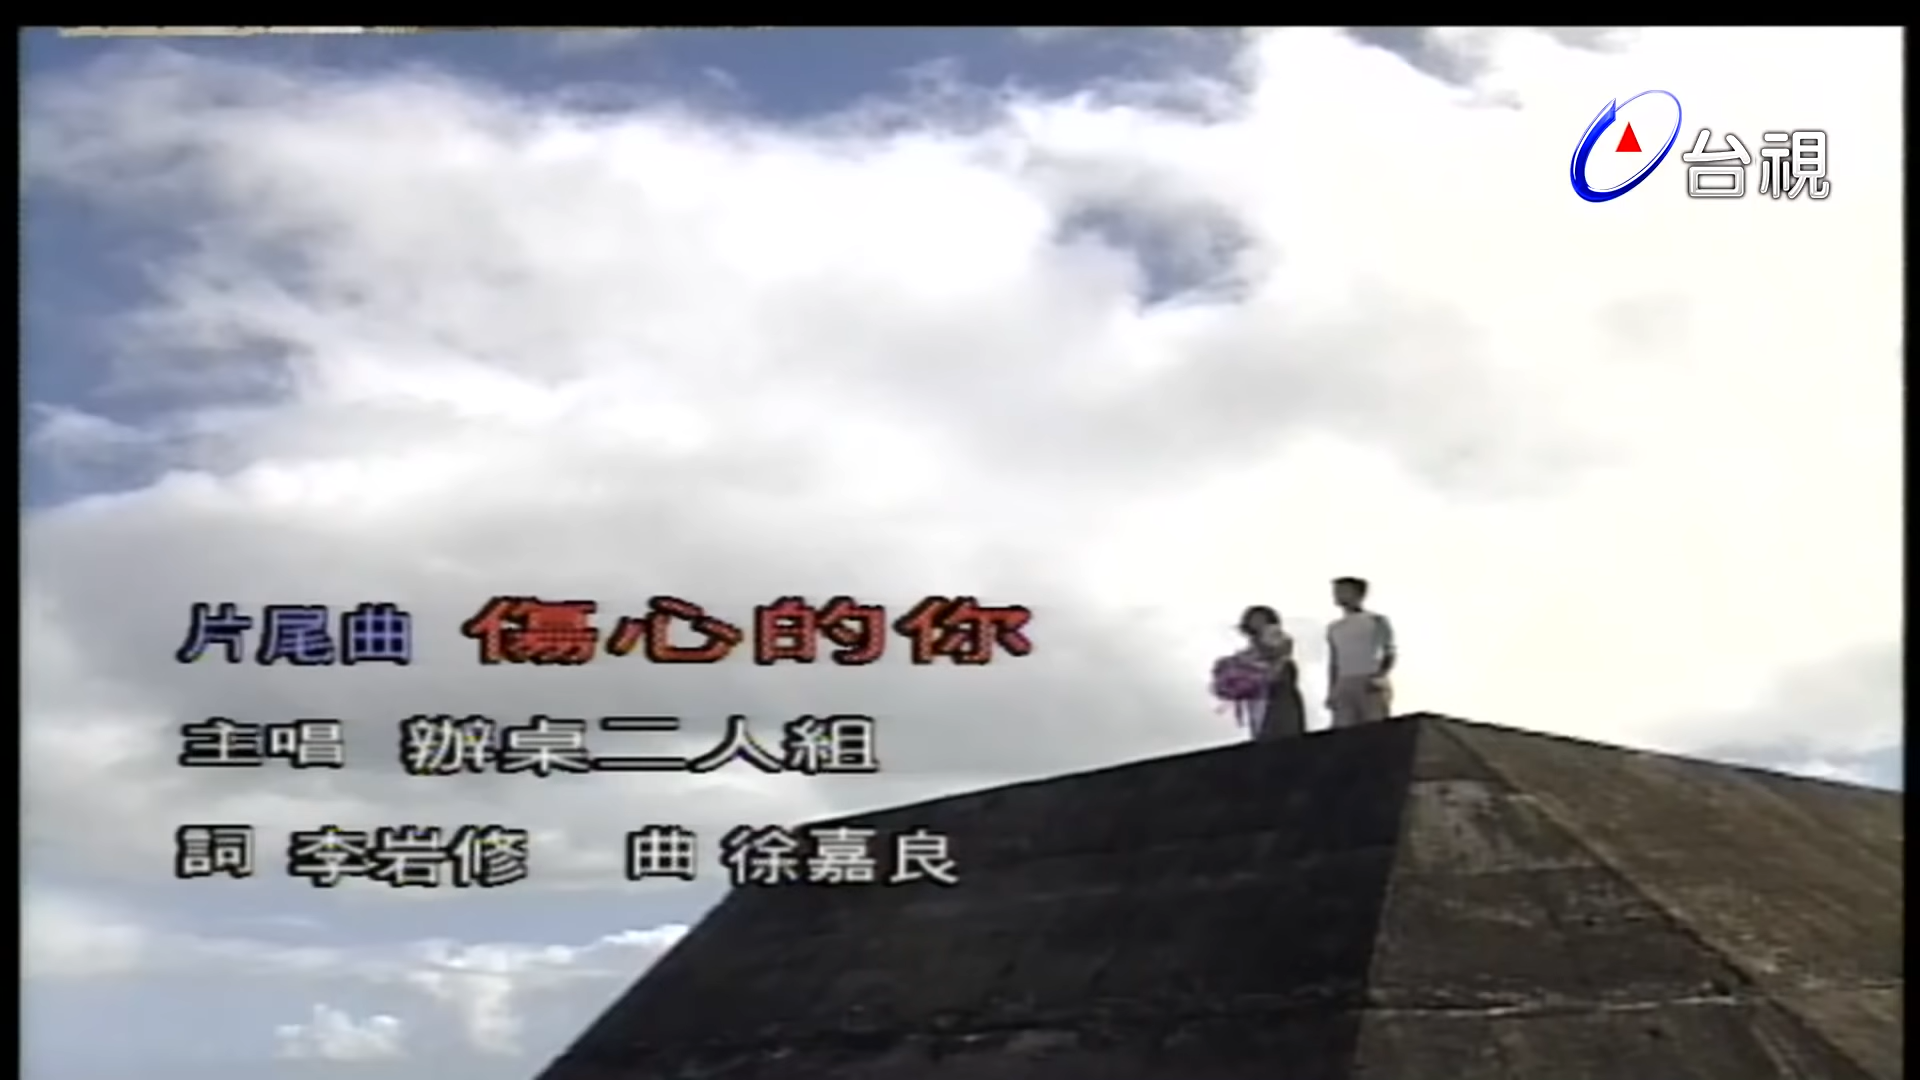 台視
片尾曲 傷心的你
主唱 辦桌二人組
詞 李岩修 曲 徐嘉良